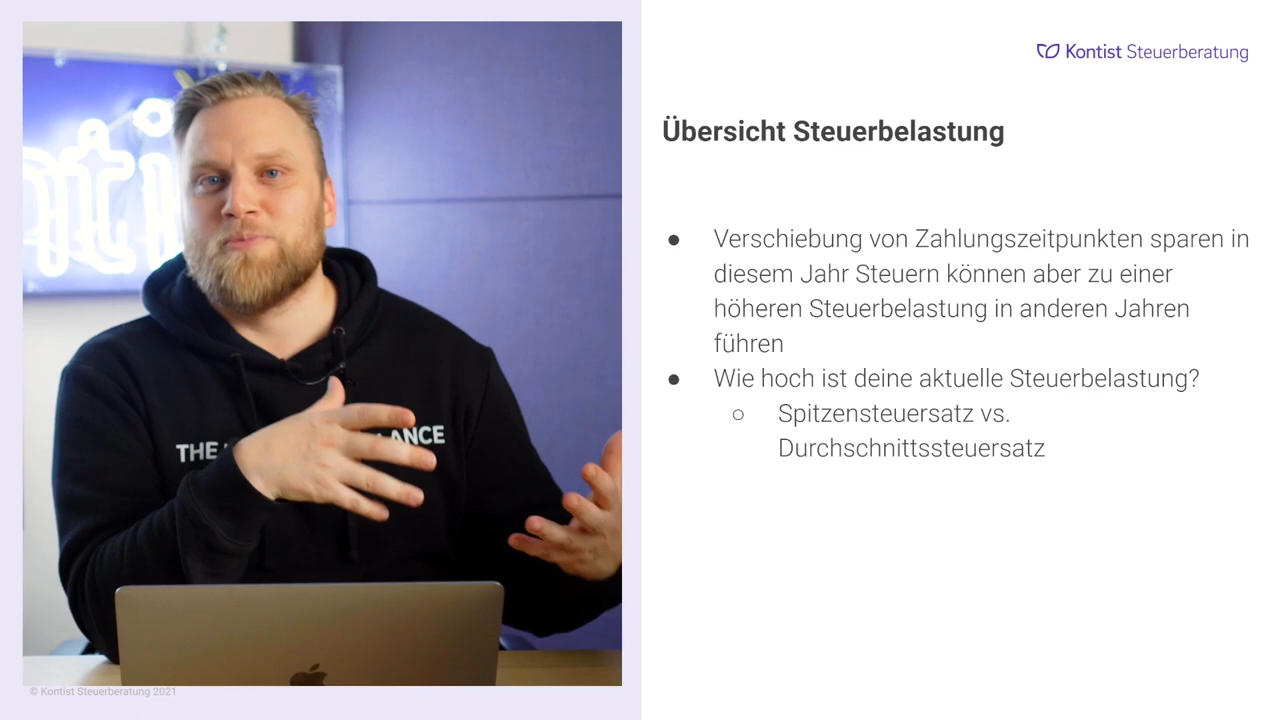 Kontist Steuerberatung
Übersicht Steuerbelastung
● Verschiebung von Zahlungszeitpunkten sparen in
diesem Jahr Steuern können aber zu einer
höheren Steuerbelastung in anderen Jahren
führen
● Wie hoch ist deine aktuelle Steuerbelastung?
○ Spitzensteuersatz vs.
Durchschnittssteuersatz
THE
© Kontist Steuerberatung 2021